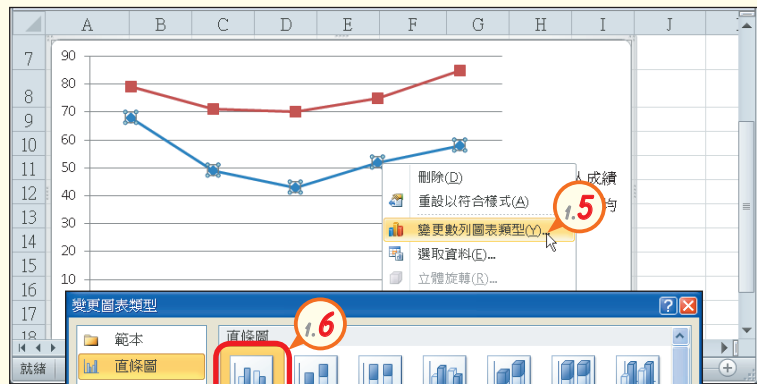 A B C D E F G H I J
7 90
80
8
9 70
10 60
11 50
12 40
13 30
14
15 20
16 10
17
18
刪除(D)
重設以符合樣式(A)
變更數列圖表類型(Y)...
選取資料(E)...
立體旋轉(R)...
人成績
均
1.5
變更圖表類型
範本 直條圖
直條圖
1.6
就緒